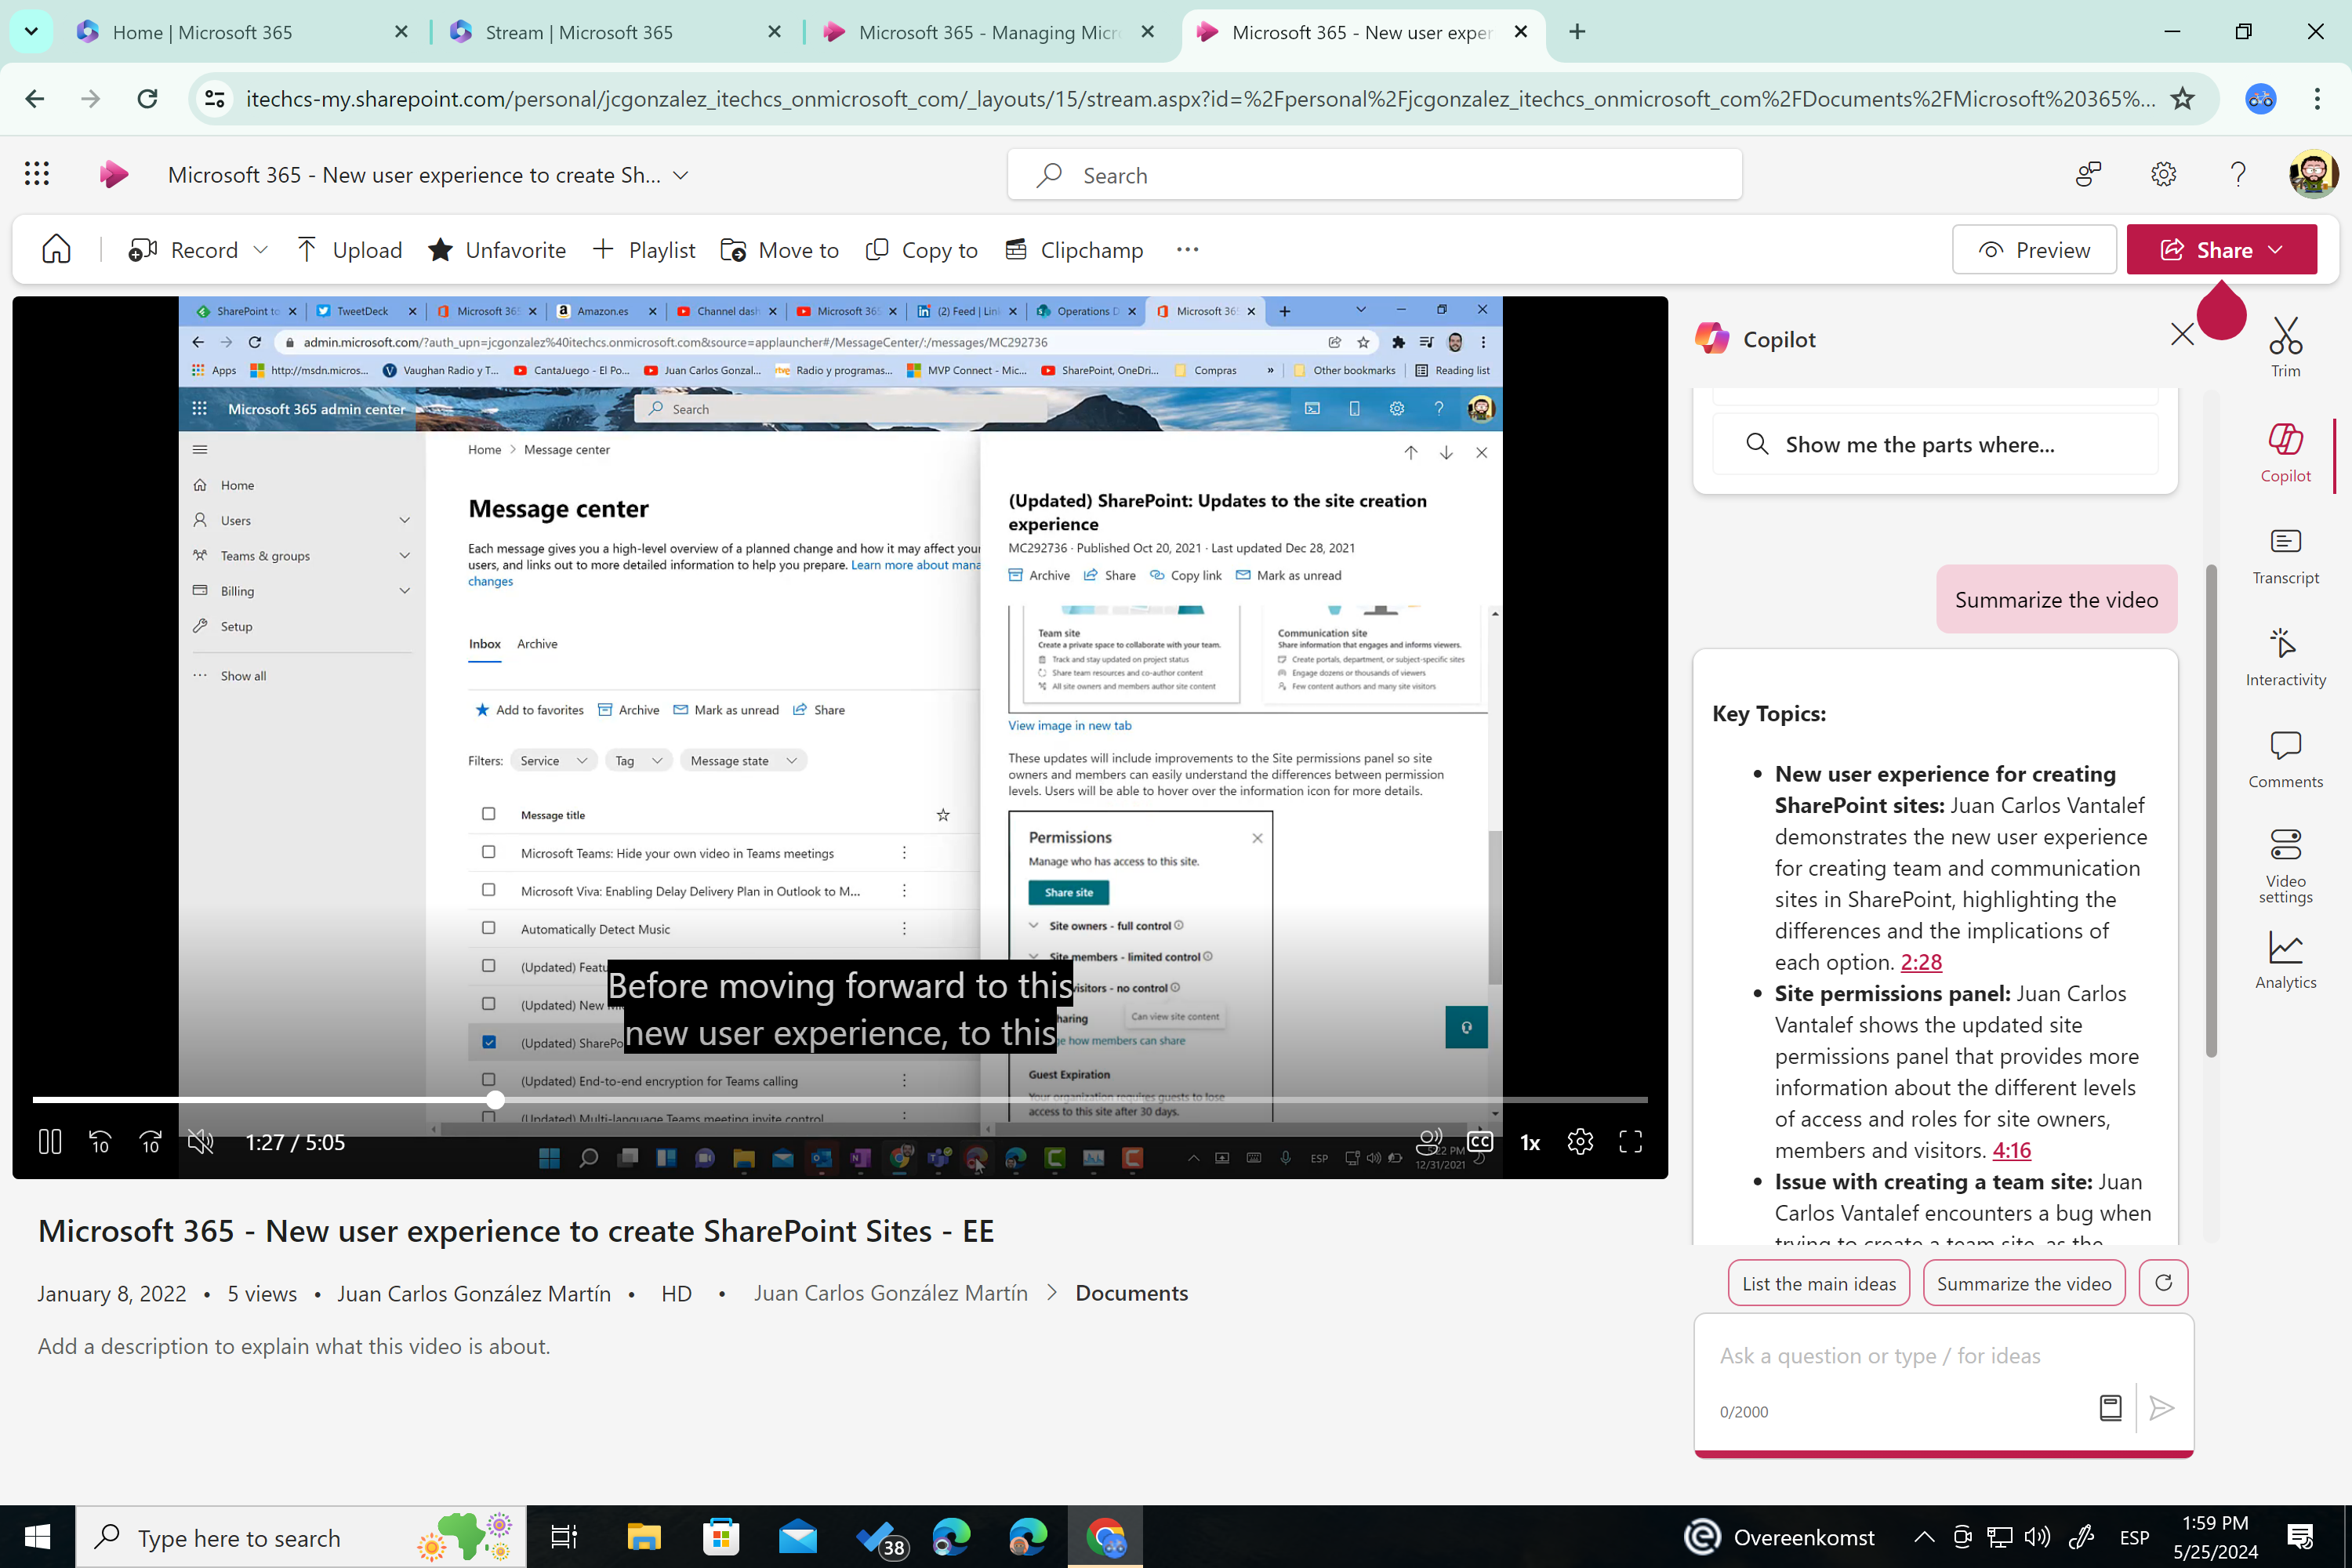 Home | Microsoft 365
Stream | Microsoft 365
Microsoft 365 - Managing Micr
Microsoft 365 - New user exper
itechcs-my.sharepoint.com/personal/jcgonzalez_itechcs_onmicrosoft_com/_layouts/15/stream.aspx?id=%2Fpersonal%2Fjcgonzalez_itechcs_onmicrosoft_com%2FDocuments%2FMicrosoft%20365%...
Microsoft 365 - New user experience to create Sh...
Search
Record
Upload
Unfavorite
Playlist
Move to
Copy to
Clipchamp
Preview
Share
SharePoint to
TweetDeck
Microsoft 36
Amazon.es
Channel dash
Microsoft 36
(2) Feed | Link
Operations D
Microsoft 36
admin.microsoft.com/?auth_upn=jcgonzalez%40itechcs.onmicrosoft.com&source=applauncher#/MessageCenter/:/messages/MC292736
Apps
http://msdn.micros...
Vaughan Radio y T...
CantaJuego - El Po...
Juan Carlos Gonzal...
rtve
Radio y programas...
MVP Connect - Mic...
SharePoint, OneDri...
Compras
»
Other bookmarks
Reading list
Microsoft 365 admin center
Search
Home
Users
Teams & groups
Billing
Setup
Show all
Home > Message center
Message center
Each message gives you a high-level overview of a planned change and how it may affect your
users, and links out to more detailed information to help you prepare. Learn more about mana
changes
Inbox
Archive
Add to favorites
Archive
Mark as unread
Share
Filters:
Service
Tag
Message state
Message title
Microsoft Teams: Hide your own video in Teams meetings
Microsoft Viva: Enabling Delay Delivery Plan in Outlook to M...
Automatically Detect Music
(Updated) Featu
(Updated) New
(Updated) SharePo
(Updated) End-to-end encryption for Teams calling
(Updated) Multi-language Teams meeting invite control
(Updated) SharePoint: Updates to the site creation
experience
MC292736 · Published Oct 20, 2021 · Last updated Dec 28, 2021
Archive
Share
Copy link
Mark as unread
Team site
Create a private space to collaborate with your team.
Track and stay updated on project status
Share team resources and co-author content
All site owners and members author site content
Communication site
Share information that engages and informs viewers.
Create portals, department, or subject-specific sites
Engage dozens or thousands of viewers
Few content authors and many site visitors
View image in new tab
These updates will include improvements to the Site permissions panel so site
owners and members can easily understand the differences between permission
levels. Users will be able to hover over the information icon for more details.
Permissions
Manage who has access to this site.
Share site
Site owners - full control
Site members - limited control
visitors - no control
Can view site content
haring
ge how members can share
Guest Expiration
Your organization requires guests to lose
access to this site after 30 days.
Before moving forward to this
new user experience, to this
10
10
1:27 / 5:05
CC
1x
ESP
5:22 PM
12/31/2021
Microsoft 365 - New user experience to create SharePoint Sites - EE
January 8, 2022 • 5 views • Juan Carlos González Martín • HD • Juan Carlos González Martín > Documents
Add a description to explain what this video is about.
Copilot
Show me the parts where...
Summarize the video
Key Topics:
• New user experience for creating
SharePoint sites: Juan Carlos Vantalef
demonstrates the new user experience
for creating team and communication
sites in SharePoint, highlighting the
differences and the implications of
each option. 2:28
• Site permissions panel: Juan Carlos
Vantalef shows the updated site
permissions panel that provides more
information about the different levels
of access and roles for site owners,
members and visitors. 4:16
• Issue with creating a team site: Juan
Carlos Vantalef encounters a bug when
trying to create a team site, as the
List the main ideas
Summarize the video
Ask a question or type / for ideas
0/2000
Trim
Copilot
Transcript
Interactivity
Comments
Video
settings
Analytics
Type here to search
38
Overeenkomst
ESP
1:59 PM
5/25/2024